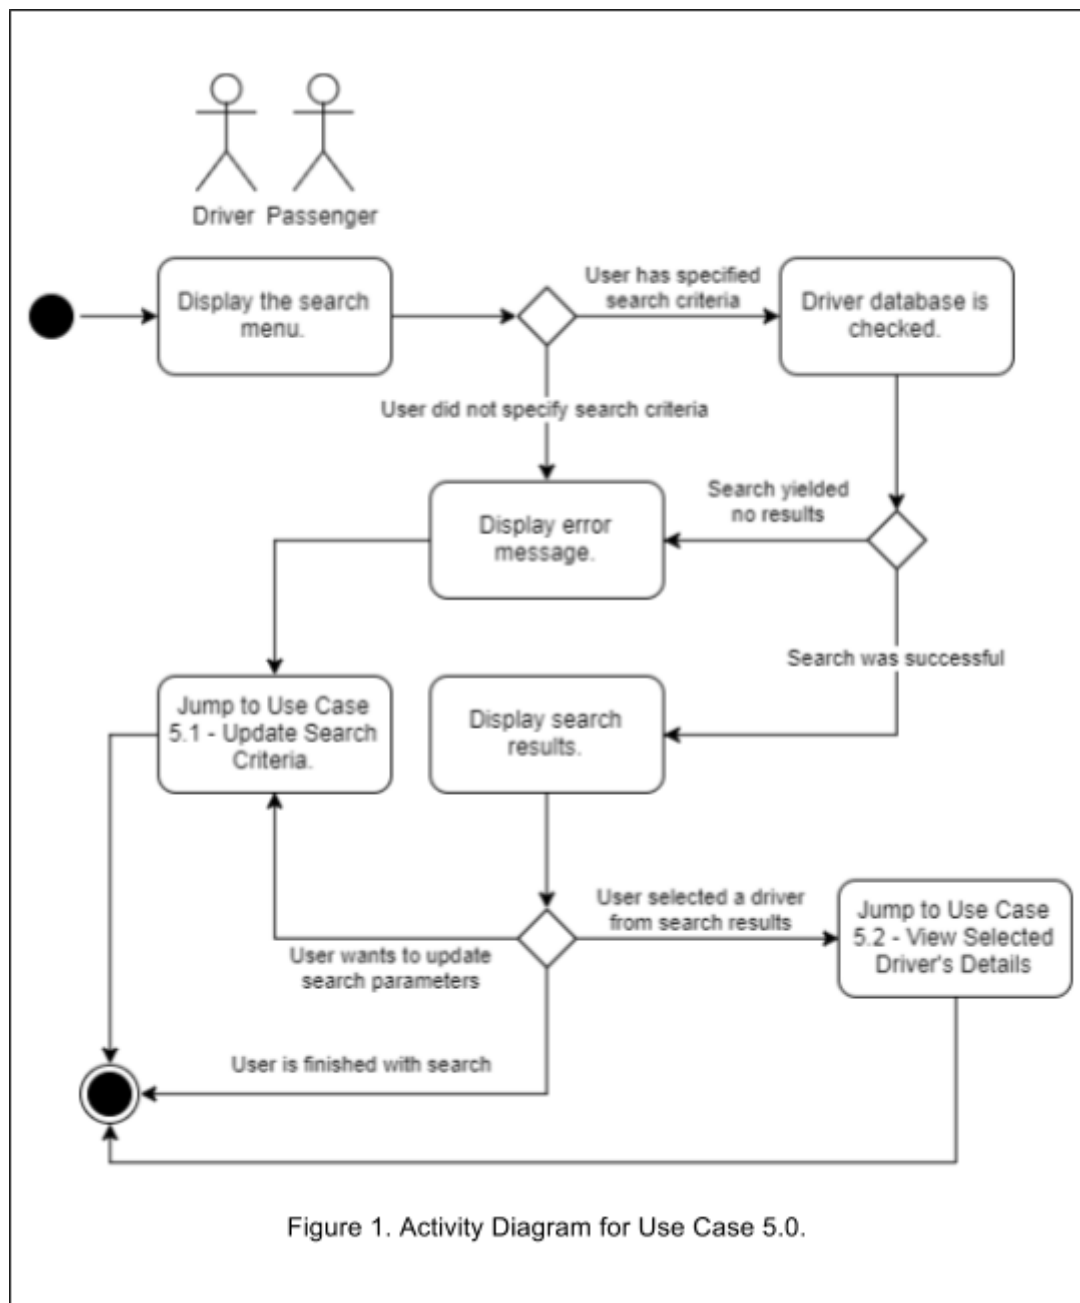 Driver Passenger
Display the search
menu.
User has specified
search criteria
Driver database is
checked.
User did not specify search criteria
Search yielded
no results
Display error
message.
Search was successful
Jump to Use Case
5.1 - Update Search
Criteria.
Display search
results.
User selected a driver
from search results
Jump to Use Case
5.2 - View Selected
Driver's Details
User wants to update
search parameters
User is finished with search
Figure 1. Activity Diagram for Use Case 5.0.